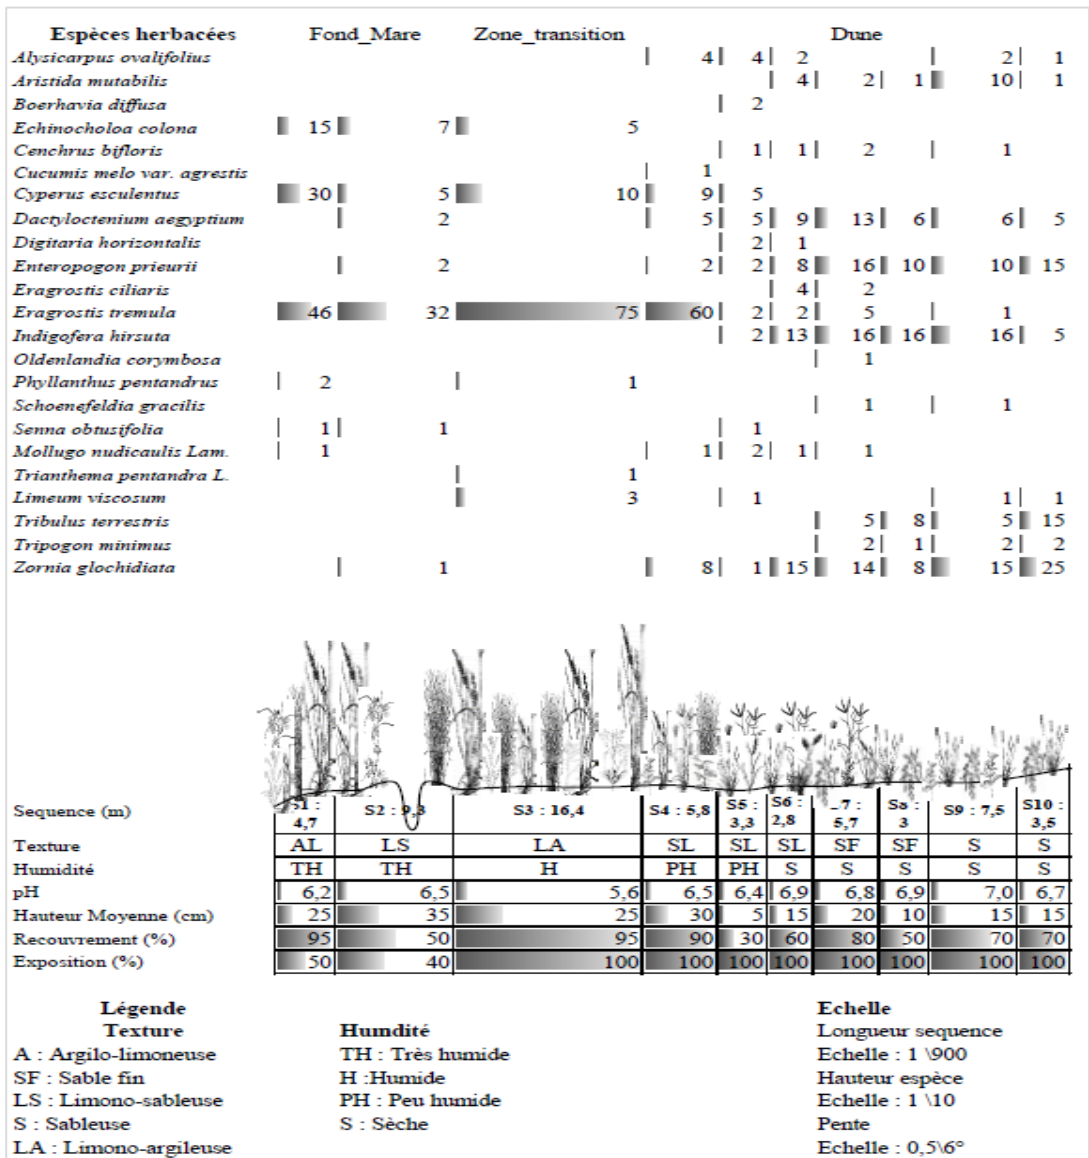 Espèces herbacées Fond_Mare Zone_transition Dune
Alysicarpus ovalifolius 4 4 2 2 1
Aristida mutabilis 4 2 1 10 1
Boerhavia diffusa 2
Echinocholoa colona 15 7 5
Cenchrus bifloris 1 1 2 1
Cucumis melo var. agrestis 1
Cyperus esculentus 30 5 10 9 5
Dactyloctenium aegyptium 2 5 5 9 13 6 6 5
Digitaria horizontalis 2 1
Enteropogon prieurii 2 2 2 8 16 10 10 15
Eragrostis ciliaris 4 2
Eragrostis tremula 46 32 75 60 2 2 5 1
Indigofera hirsuta 2 13 16 16 16 5
Oldenlandia corymbosa 1
Phyllanthus pentandrus 2 1
Schoenefeldia gracilis 1 1
Senna obtusifolia 1 1 1
Mollugo nudicaulis Lam. 1 1 2 1 1
Trianthema pentandra L. 1
Limeum viscosum 3 1 1 1
Tribulus terrestris 5 8 5 15
Tripogon minimus 2 1 2 2
Zornia glochidiata 1 8 1 15 14 8 15 25
Sequence (m) S1 : 4,7 S2 : 9,3 S3 : 16,4 S4 : 5,8 S5 : 3,3 S6 : 2,8 7 : 5,7 S8 : 3 S9 : 7,5 S10 : 3,5
Texture AL LS LA SL SL SL SF SF S S
Humidité TH TH H PH PH S S S S S
pH 6,2 6,5 5,6 6,5 6,4 6,9 6,8 6,9 7,0 6,7
Hauteur Moyenne (cm) 25 35 25 30 5 15 20 10 15 15
Recouvrement (%) 95 50 95 90 30 60 80 50 70 70
Exposition (%) 50 40 100 100 100 100 100 100 100 100
Légende Echelle
Texture Humdité Longueur sequence
A : Argilo-limoneuse TH : Très humide Echelle : 1 \900
SF : Sable fin H :Humide Hauteur espèce
LS : Limono-sableuse PH : Peu humide Echelle : 1 \10
S : Sableuse S : Sèche Pente
LA : Limono-argileuse Echelle : 0,5\6°